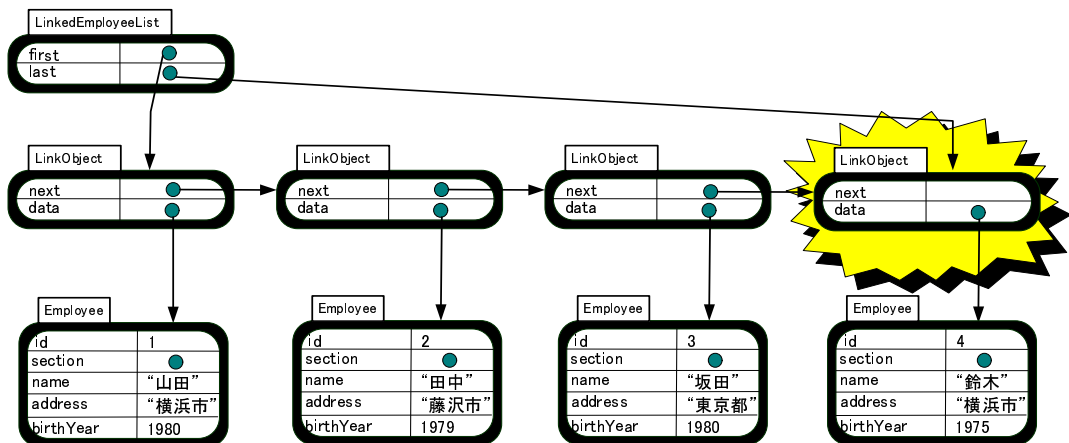 LinkedEmployeeList
first
last
LinkObject
next
data
LinkObject
next
data
LinkObject
next
data
LinkObject
next
data
Employee
id 1
section
name “山田”
address “横浜市”
birthYear 1980
Employee
id 2
section
name “田中”
address “藤沢市”
birthYear 1979
Employee
id 3
section
name “坂田”
address “東京都”
birthYear 1980
Employee
id 4
section
name “鈴木”
address “横浜市”
birthYear 1975